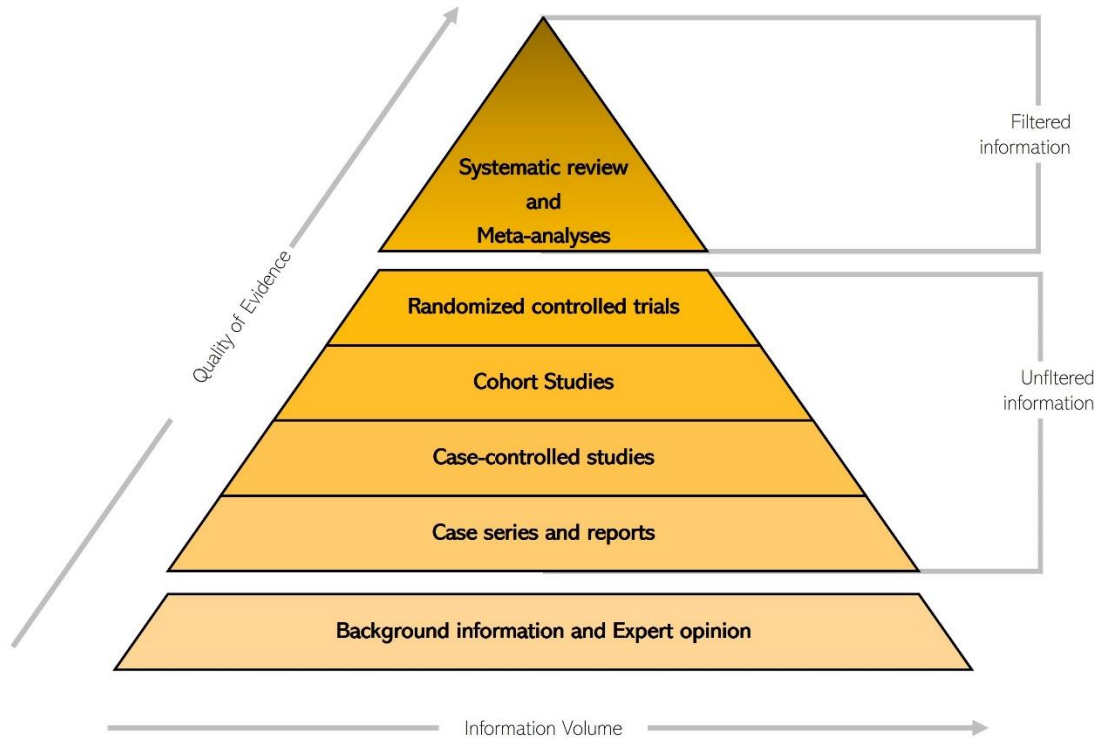 Systematic review
and
Meta-analyses
Filtered
information
Quality of Evidence
Randomized controlled trials
Cohort Studies
Unfltered
information
Case-controlled studies
Case series and reports
Background information and Expert opinion
Information Volume